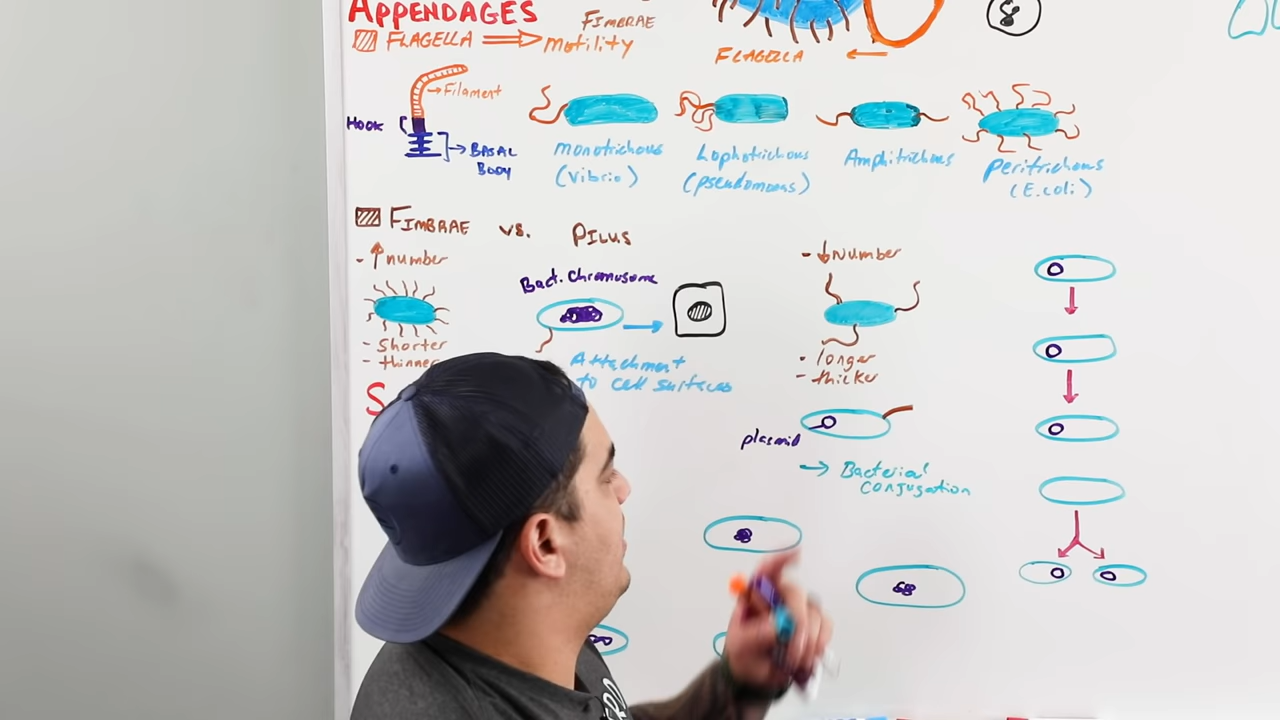 APPENDAGES
FIMBRAE
FLAGELLA ⇒ motility
FLAGELLA
8
Filament
HOOK
BASAL
BODY
monotrichous
(vibrio)
Lophotrichous
(pseudomonas)
Amphitrichous
peritrichous
(E.coli)
FIMBRAE vs. PILUS
- ↑ number
- shorter
- thinner
Bact. Chromosome
Attachment
to cell surfaces
- ↓ Number
- longer
- thicker
plasmid
→ Bacterial
conjugation
S